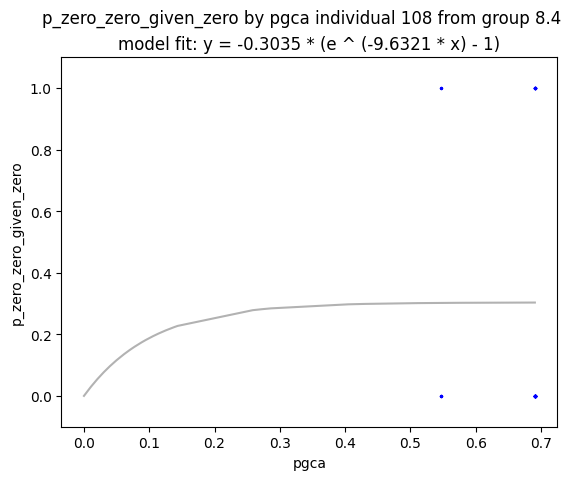 p_zero_zero_given_zero by pgca individual 108 from group 8.4
model fit: y = -0.3035 * (e ^ (-9.6321 * x) - 1)
1.0
0.8
0.6
0.4
0.2
0.0
p_zero_zero_given_zero
0.0 0.1 0.2 0.3 0.4 0.5 0.6 0.7
pgca